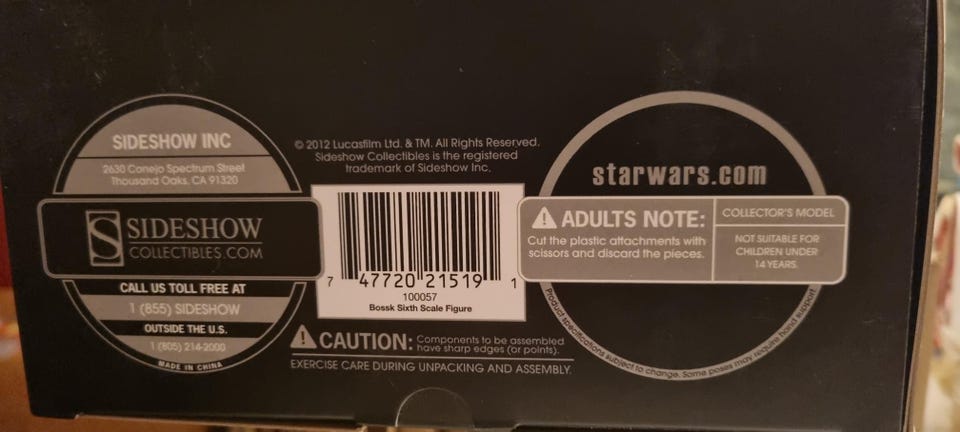 SIDESHOW INC
2630 Conejo Spectrum Street
Thousand Oaks, CA 91320
S SIDESHOW
COLLECTIBLES.COM
CALL US TOLL FREE AT
1 (855) SIDESHOW
OUTSIDE THE U.S.
1 (805) 214-2000
MADE IN CHINA
© 2012 Lucasfilm Ltd. & TM. All Rights Reserved.
Sideshow Collectibles is the registered
trademark of Sideshow Inc.
7 47720 21519 1
100057
Bossk Sixth Scale Figure
CAUTION: Components to be assembled
have sharp edges (or points).
EXERCISE CARE DURING UNPACKING AND ASSEMBLY.
starwars.com
ADULTS NOTE:
Cut the plastic attachments with
scissors and discard the pieces.
COLLECTOR'S MODEL
NOT SUITABLE FOR
CHILDREN UNDER
14 YEARS.
Product specifications subject to change. Some poses may require hand support.